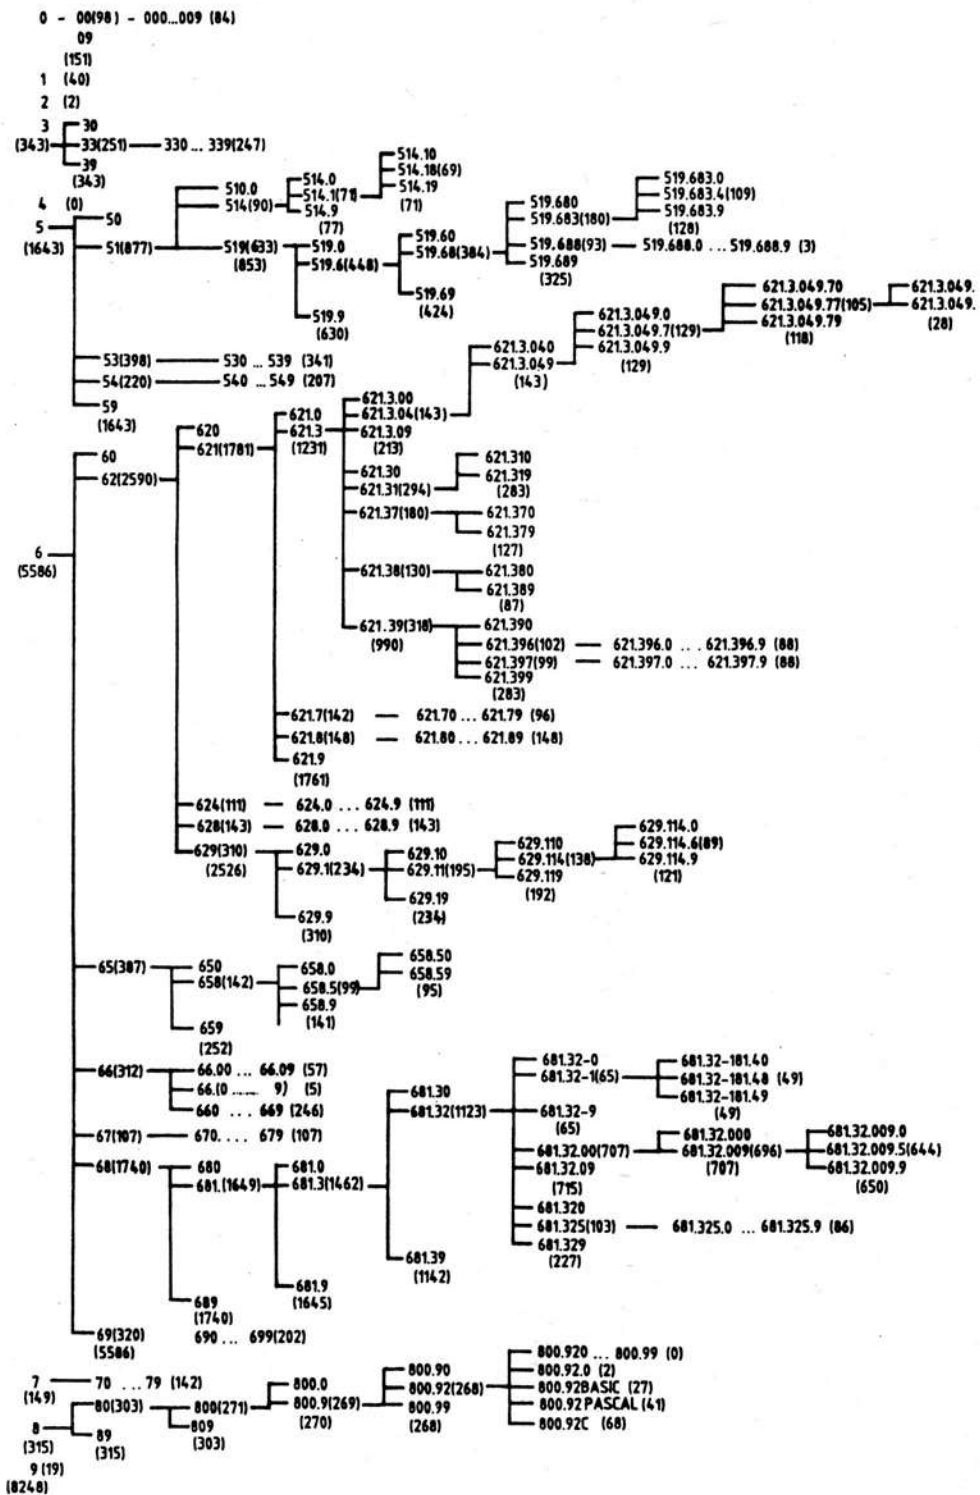 0 - 00(98) - 000...009 (84)
09
(151)
1 (40)
2 (2)
3 30
(343) 33(251) 330 ... 339(247)
39
(343)
514.10
514.0 514.18(69)
510.0 514.1(71) 514.19
514(90) 514.9 (71)
(77)
519.683.0
519.680 519.683.4(109)
519.683(180) 519.683.9
(128)
4 (0)
5 50
(1643) 51(877) 519(633) 519.0 519.60
(853) 519.6(448) 519.68(384) 519.688(93) 519.688.0 ... 519.688.9 (3)
519.689
(325)
519.69
(424)
519.9
(630)
621.3.049.70 621.3.049.
621.3.049.0 621.3.049.77(105) 621.3.049.
621.3.049.7(129) 621.3.049.79 (28)
621.3.049.9 (118)
(129)
621.3.040
621.3.049
(143)
53(398) 530 ... 539 (341)
54(220) 540 ... 549 (207)
59
(1643)
621.3.00
621.0 621.3.04(143)
620 621.3 621.3.09
621(1781) (1231) (213)
60 621.30 621.310
62(2590) 621.31(294) 621.319
(283)
621.37(180) 621.370
621.379
(127)
6 621.38(130) 621.380
(5586) 621.389
(87)
621.39(318) 621.390
(990) 621.396(102) 621.396.0 ... 621.396.9 (88)
621.397(99) 621.397.0 ... 621.397.9 (88)
621.399
(283)
621.7(142) 621.70 ... 621.79 (96)
621.8(148) 621.80 ... 621.89 (148)
621.9
(1761)
624(111) 624.0 ... 624.9 (111)
628(143) 628.0 ... 628.9 (143)
629(310) 629.0 629.10 629.110 629.114.0
(2526) 629.1(234) 629.11(195) 629.114(138) 629.114.6(89)
629.119 629.114.9
(192) (121)
629.19
(234)
629.9
(310)
65(387) 650 658.0 658.50
658(142) 658.5(99) 658.59
658.9 (95)
(141)
659
(252)
66(312) 66.00 ... 66.09 (57)
66.(0 ...... 9) (5)
660 ... 669 (246)
67(107) 670.... 679 (107)
681.32-0 681.32-181.40
681.30 681.32-1(65) 681.32-181.48 (49)
681.32(1123) 681.32-9 681.32-181.49
(65) (49)
68(1740) 680 681.0 681.32.00(707) 681.32.000 681.32.009.0
681.(1649) 681.3(1462) 681.32.09 681.32.009(696) 681.32.009.5(644)
(715) (707) 681.32.009.9
(650)
681.320
681.325(103) 681.325.0 ... 681.325.9 (86)
681.329
(227)
681.39
(1142)
681.9
(1645)
689
(1740)
69(320) 690 ... 699(202)
(5586)
7 70 ... 79 (142)
(149)
8 80(303) 800(271) 800.0 800.90 800.920 ... 800.99 (0)
(315) 89 809 800.9(269) 800.92(268) 800.92.0 (2)
(315) (303) (270) 800.99 800.92BASIC (27)
(268) 800.92PASCAL (41)
800.92C (68)
9 (19)
(8248)